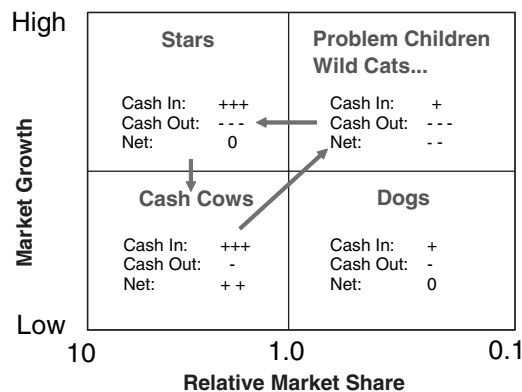 High
Stars
Problem Children
Wild Cats...
Cash In: +++
Cash Out: - - -
Net: 0
Cash In: +
Cash Out: - - -
Net: - -
Market Growth
Cash Cows
Dogs
Cash In: +++
Cash Out: -
Net: + +
Cash In: +
Cash Out: -
Net: 0
Low
10
1.0
0.1
Relative Market Share